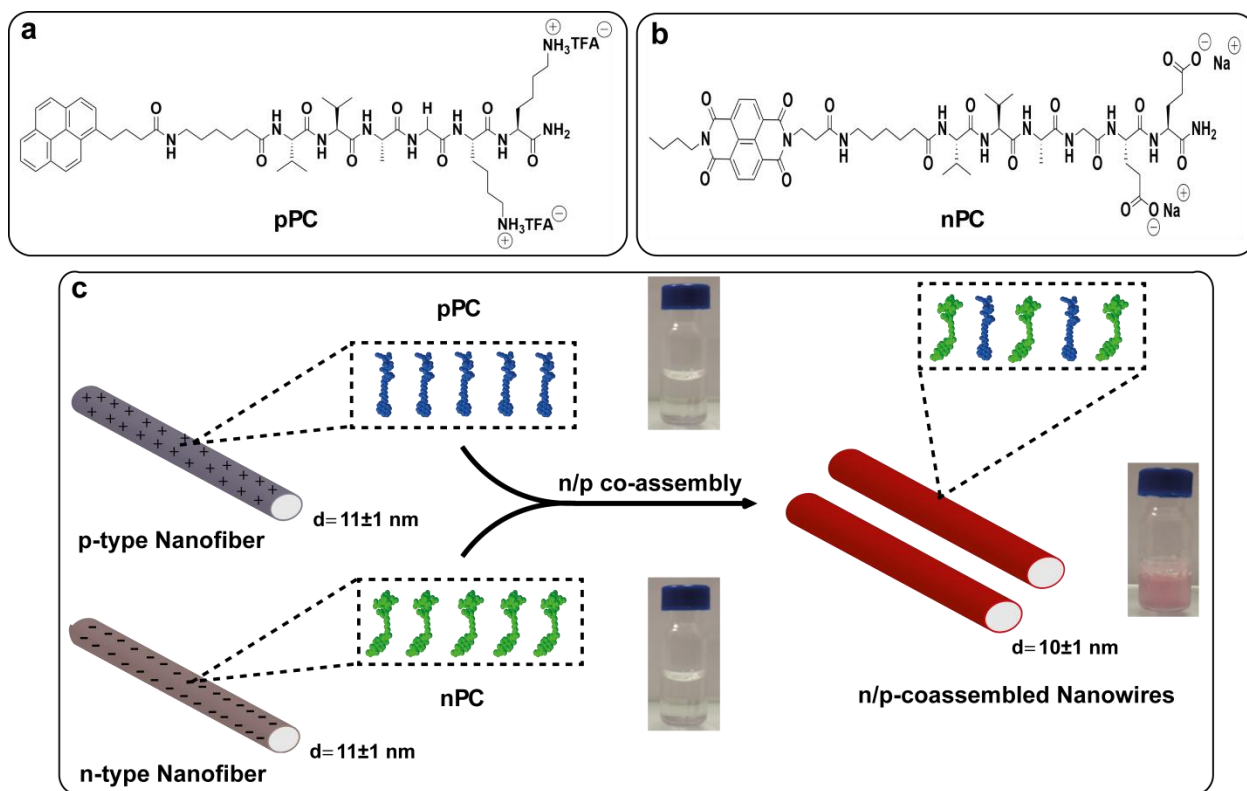 a
NH₃TFA
+
−
O
H
N
NH₂
NH₃TFA
+
−
pPC
b
O
N
H
NH₂
O
−
Na
+
O
Na
+
−
nPC
c
pPC
p-type Nanofiber
d=11±1 nm
n/p co-assembly
nPC
n-type Nanofiber
d=11±1 nm
d=10±1 nm
n/p-coassembled Nanowires